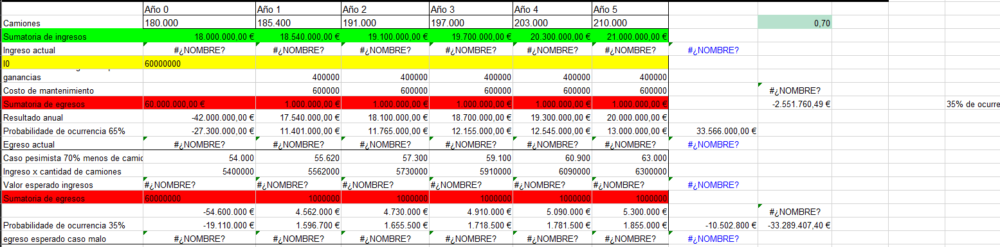 Año 0 Año 1 Año 2 Año 3 Año 4 Año 5
Camiones 180.000 185.400 191.000 197.000 203.000 210.000 0,70
Sumatoria de ingresos 18.000.000,00 € 18.540.000,00 € 19.100.000,00 € 19.700.000,00 € 20.300.000,00 € 21.000.000,00 €
Ingreso actual #¿NOMBRE? #¿NOMBRE? #¿NOMBRE? #¿NOMBRE? #¿NOMBRE? #¿NOMBRE? #¿NOMBRE?
I0 60000000
ganancias 400000 400000 400000 400000 400000
Costo de mantenimiento 600000 600000 600000 600000 600000 #¿NOMBRE?
Sumatoria de egresos 60.000.000,00 € 1.000.000,00 € 1.000.000,00 € 1.000.000,00 € 1.000.000,00 € 1.000.000,00 € -2.551.760,49 € 35% de ocurre
Resultado anual -42.000.000,00 € 17.540.000,00 € 18.100.000,00 € 18.700.000,00 € 19.300.000,00 € 20.000.000,00 €
Probabilidade de ocurrencia 65% -27.300.000,00 € 11.401.000,00 € 11.765.000,00 € 12.155.000,00 € 12.545.000,00 € 13.000.000,00 € 33.566.000,00 €
Egreso actual #¿NOMBRE? #¿NOMBRE? #¿NOMBRE? #¿NOMBRE? #¿NOMBRE? #¿NOMBRE? #¿NOMBRE?
Caso pesimista 70% menos de camic 54.000 55.620 57.300 59.100 60.900 63.000
Ingreso x cantidad de camiones 5400000 5562000 5730000 5910000 6090000 6300000
Valor esperado ingresos #¿NOMBRE? #¿NOMBRE? #¿NOMBRE? #¿NOMBRE? #¿NOMBRE? #¿NOMBRE? #¿NOMBRE?
Sumatoria de egresos 60000000 1000000 1000000 1000000 1000000 1000000
-54.600.000 € 4.562.000 € 4.730.000 € 4.910.000 € 5.090.000 € 5.300.000 € #¿NOMBRE?
Probabilidade de ocurrencia 35% -19.110.000 € 1.596.700 € 1.655.500 € 1.718.500 € 1.781.500 € 1.855.000 € -10.502.800 € -33.289.407,40 €
egreso esperado caso malo #¿NOMBRE? #¿NOMBRE? #¿NOMBRE? #¿NOMBRE? #¿NOMBRE? #¿NOMBRE? #¿NOMBRE?